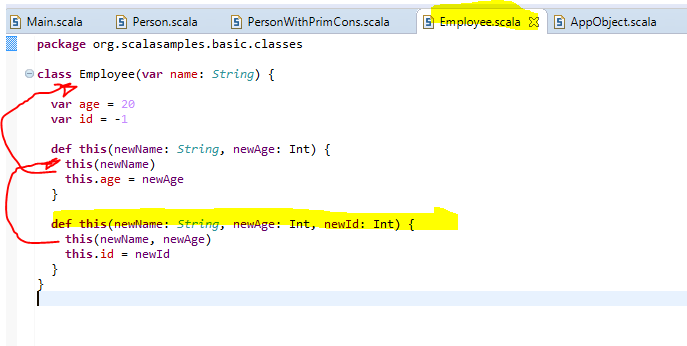 Main.scala Person.scala PersonWithPrimCons.scala Employee.scala AppObject.scala
package org.scalasamples.basic.classes
class Employee(var name: String) {
var age = 20
var id = -1
def this(newName: String, newAge: Int) {
this(newName)
this.age = newAge
}
def this(newName: String, newAge: Int, newId: Int) {
this(newName, newAge)
this.id = newId
}
}